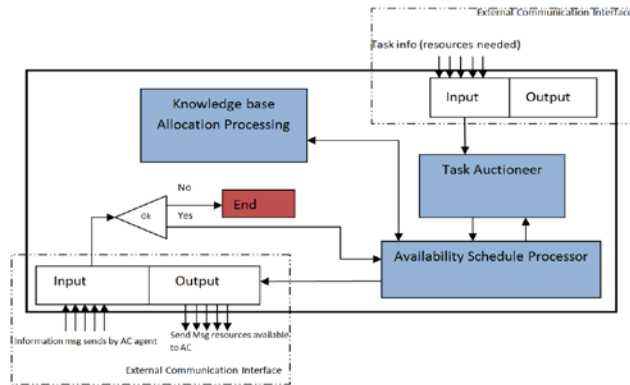 External Communication Interface
Task info (resources needed)
Input
Output
Knowledge base
Allocation Processing
Task Auctioneer
No
End
Ok
Yes
Availability Schedule Processor
Input
Output
Information msg sends by AC agent
Send Msg resources available
to AC
External Communication Interface